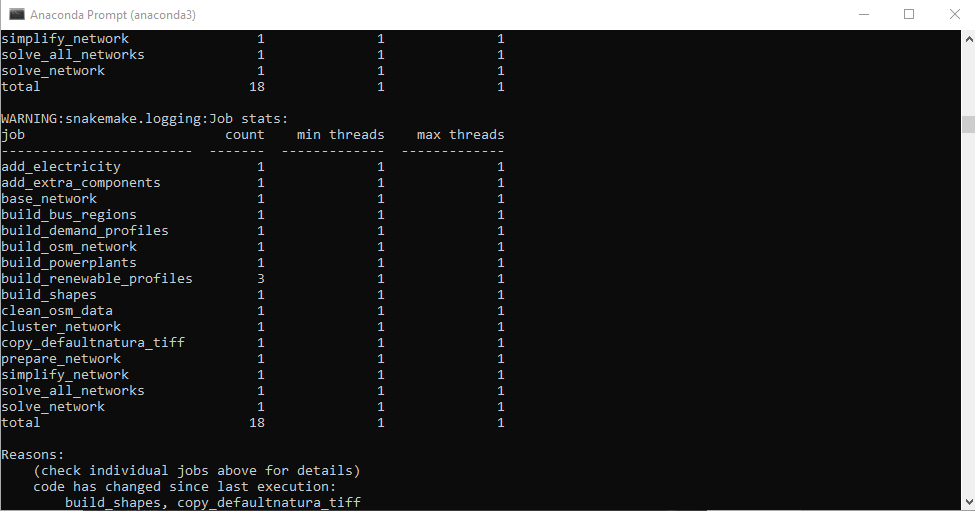 Anaconda Prompt (anaconda3)
simplify_network 1 1 1
solve_all_networks 1 1 1
solve_network 1 1 1
total 18 1 1
WARNING:snakemake.logging:Job stats:
job count min threads max threads
------------------------ ------- ------------- -------------
add_electricity 1 1 1
add_extra_components 1 1 1
base_network 1 1 1
build_bus_regions 1 1 1
build_demand_profiles 1 1 1
build_osm_network 1 1 1
build_powerplants 1 1 1
build_renewable_profiles 3 1 1
build_shapes 1 1 1
clean_osm_data 1 1 1
cluster_network 1 1 1
copy_defaultnatura_tiff 1 1 1
prepare_network 1 1 1
simplify_network 1 1 1
solve_all_networks 1 1 1
solve_network 1 1 1
total 18 1 1
Reasons:
(check individual jobs above for details)
code has changed since last execution:
build_shapes, copy_defaultnatura_tiff